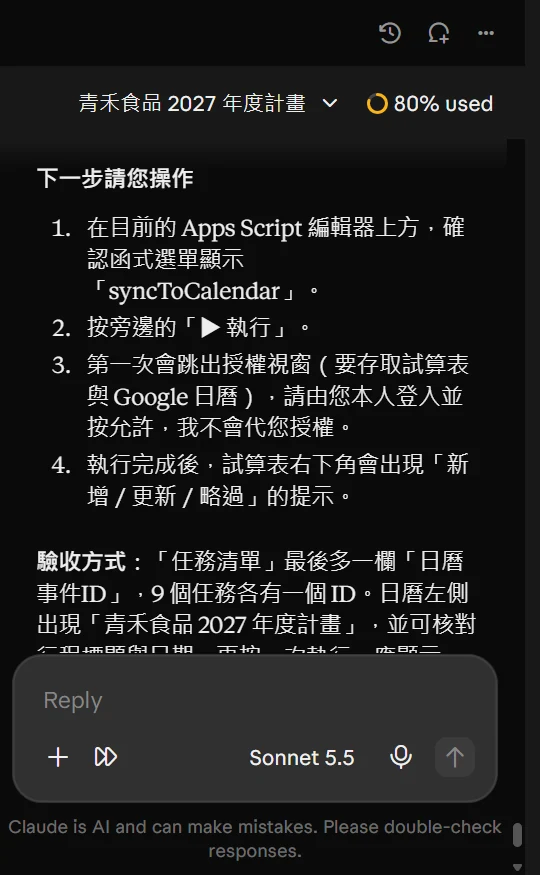 青禾食品 2027 年度計畫
80% used
下一步請您操作
1. 在目前的 Apps Script 編輯器上方，確
認函式選單顯示
「syncToCalendar」。
2. 按旁邊的「▶ 執行」。
3. 第一次會跳出授權視窗（要存取試算表
與 Google 日曆），請由您本人登入並
按允許，我不會代您授權。
4. 執行完成後，試算表右下角會出現「新
增 / 更新 / 略過」的提示。
驗收方式：「任務清單」最後多一欄「日曆
事件ID」，9 個任務各有一個 ID。日曆左側
出現「青禾食品 2027 年度計畫」，並可核對
Reply
Sonnet 5.5
Claude is AI and can make mistakes. Please double-check
responses.